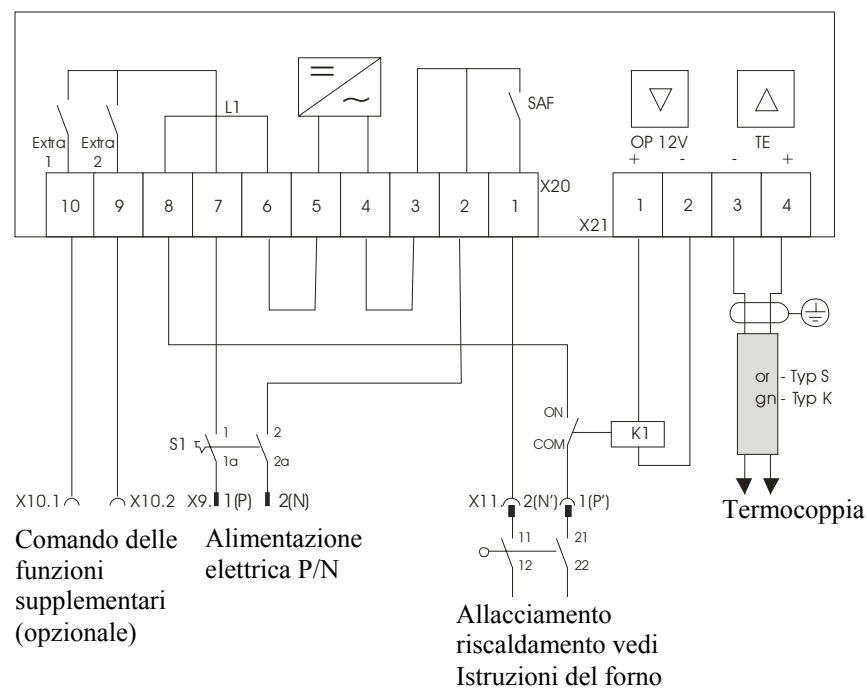 L1
SAF
Extra 1
Extra 2
OP 12V
+ -
TE
- +
X20
10 9 8 7 6 5 4 3 2 1
X21
1 2 3 4
or - Typ S
gn - Typ K
S1
1 2
1a 2a
ON
COM
K1
X10.1
X10.2
X9.
1(P)
2(N)
X11.
2(N')
1(P')
11 21
12 22
Termocoppia
Comando delle
funzioni
supplementari
(opzionale)
Alimentazione
elettrica P/N
Allacciamento
riscaldamento vedi
Istruzioni del forno